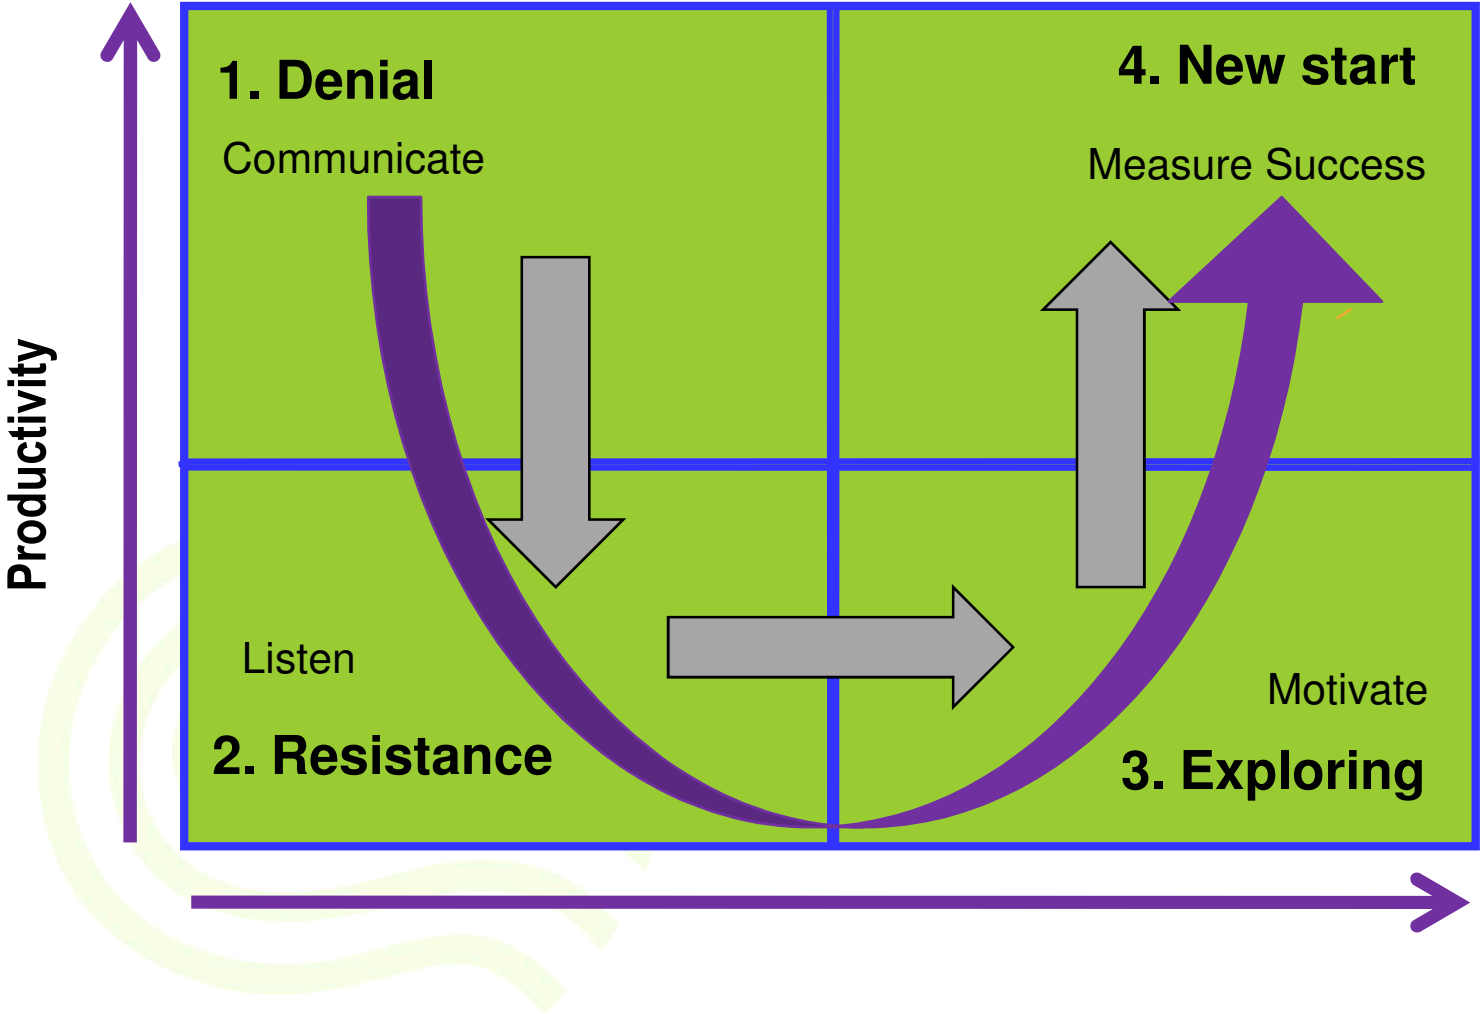 1. Denial
Communicate
4. New start
Measure Success
Productivity
Listen
2. Resistance
Motivate
3. Exploring